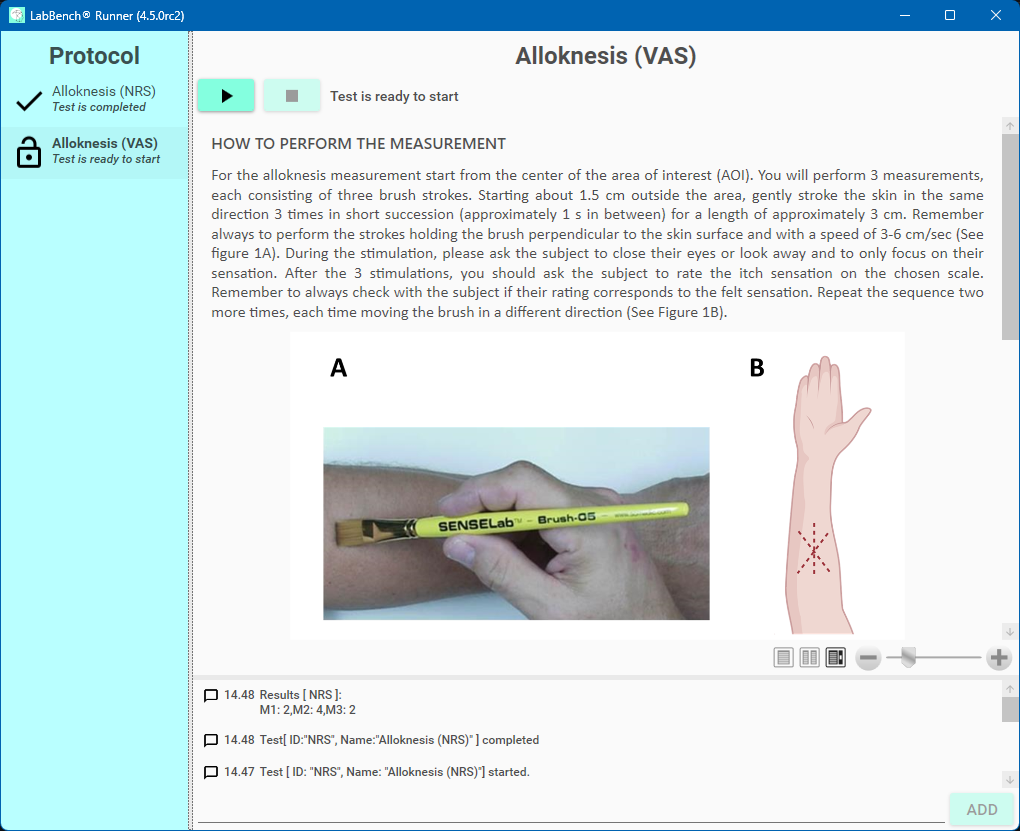 LabBench® Runner (4.5.0rc2)
Protocol
Alloknesis (NRS)
Test is completed
Alloknesis (VAS)
Test is ready to start
Alloknesis (VAS)
Test is ready to start
HOW TO PERFORM THE MEASUREMENT
For the alloknesis measurement start from the center of the area of interest (AOI). You will perform 3 measurements,
each consisting of three brush strokes. Starting about 1.5 cm outside the area, gently stroke the skin in the same
direction 3 times in short succession (approximately 1 s in between) for a length of approximately 3 cm. Remember
always to perform the strokes holding the brush perpendicular to the skin surface and with a speed of 3-6 cm/sec (See
figure 1A). During the stimulation, please ask the subject to close their eyes or look away and to only focus on their
sensation. After the 3 stimulations, you should ask the subject to rate the itch sensation on the chosen scale.
Remember to always check with the subject if their rating corresponds to the felt sensation. Repeat the sequence two
more times, each time moving the brush in a different direction (See Figure 1B).
A
B
SENSELab™ - Brush-05
14.48 Results [ NRS ]:
M1: 2,M2: 4,M3: 2
14.48 Test[ ID:"NRS", Name:"Alloknesis (NRS)" ] completed
14.47 Test [ ID: "NRS", Name: "Alloknesis (NRS)"] started.
ADD